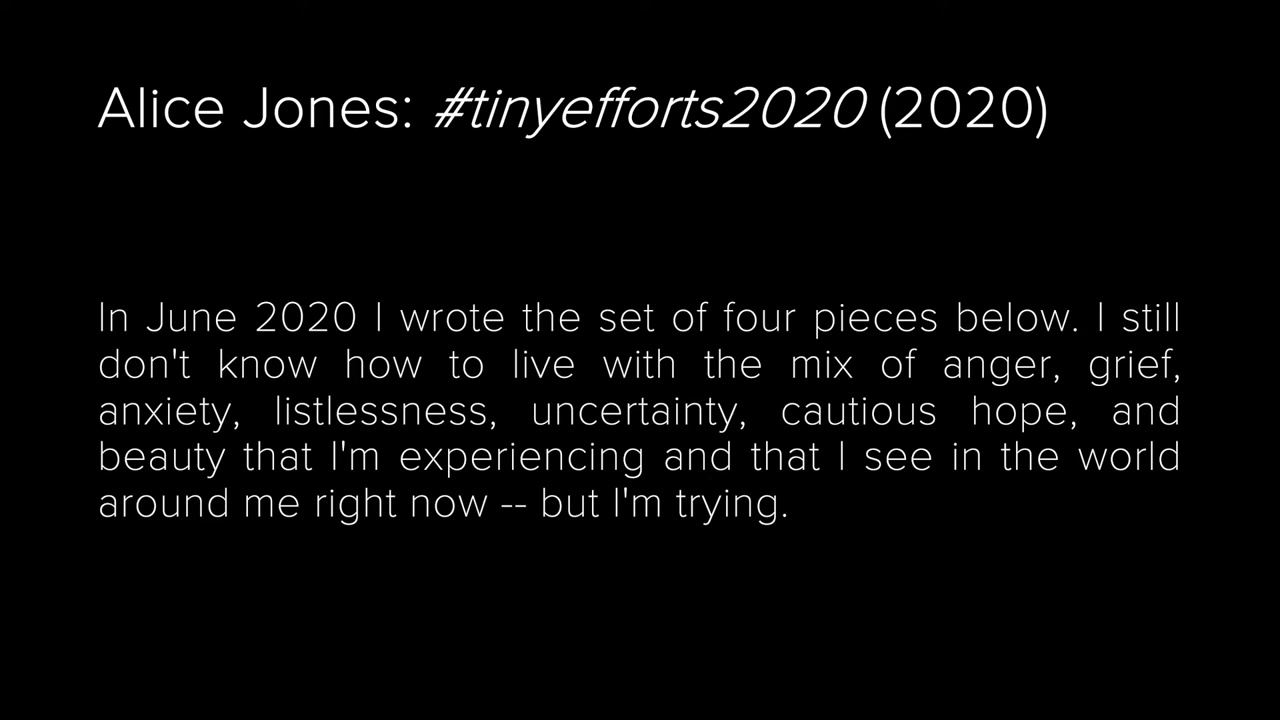 Alice Jones: #tinyefforts2020 (2020)
In June 2020 I wrote the set of four pieces below. I still
don't know how to live with the mix of anger, grief,
anxiety, listlessness, uncertainty, cautious hope, and
beauty that I'm experiencing and that I see in the world
around me right now -- but I'm trying.